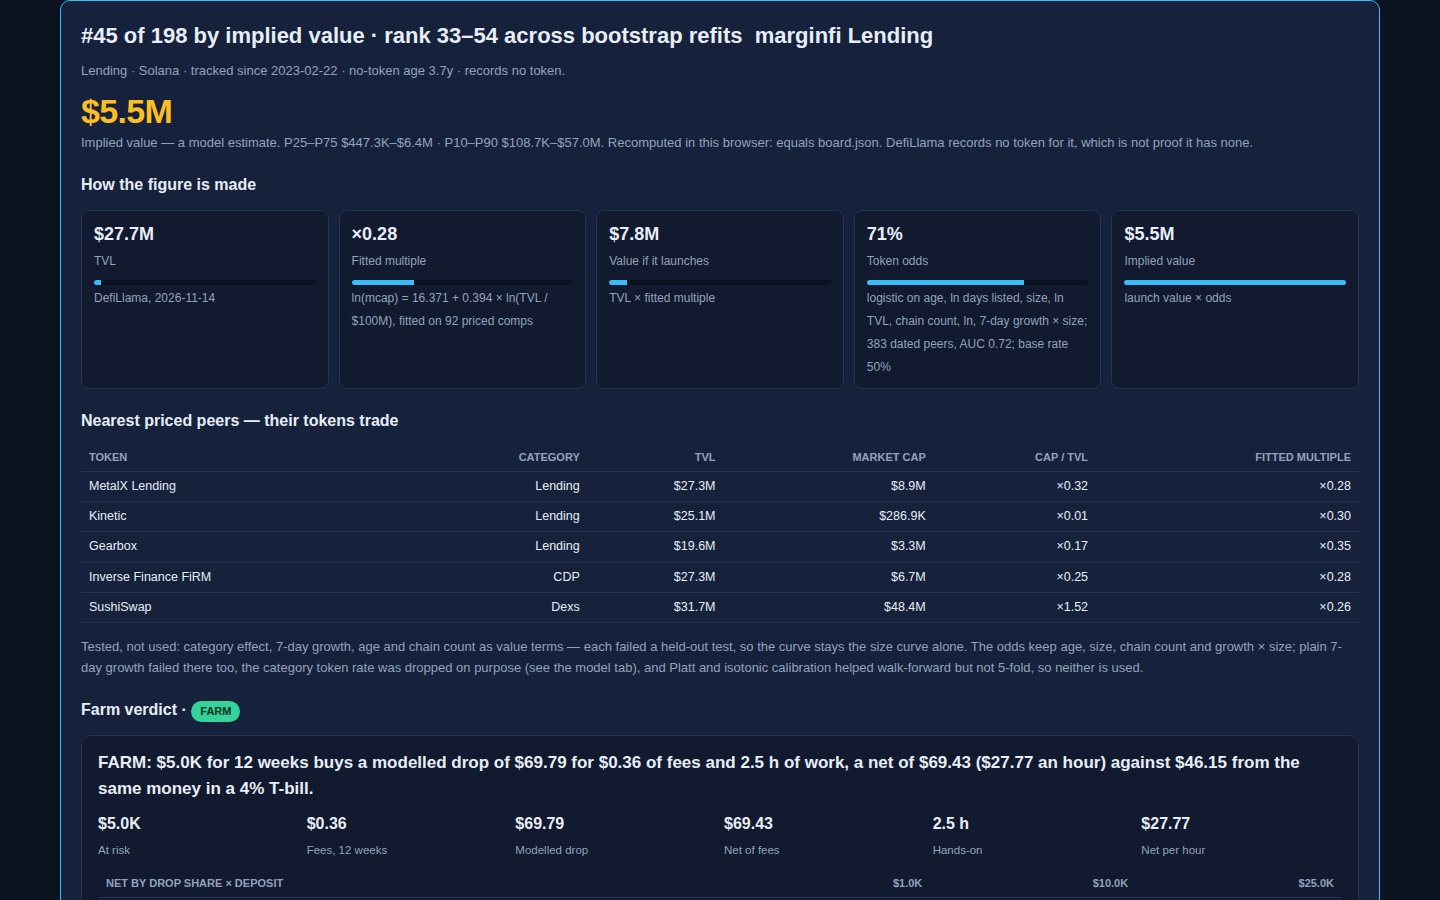 #45 of 198 by implied value · rank 33–54 across bootstrap refits marginfi Lending
Lending · Solana · tracked since 2023-02-22 · no-token age 3.7y · records no token.
$5.5M
Implied value — a model estimate. P25–P75 $447.3K–$6.4M · P10–P90 $108.7K–$57.0M. Recomputed in this browser: equals board.json. DefiLlama records no token for it, which is not proof it has none.
How the figure is made
$27.7M
TVL
DefiLlama, 2026-11-14
×0.28
Fitted multiple
ln(mcap) = 16.371 + 0.394 × ln(TVL /
$100M), fitted on 92 priced comps
$7.8M
Value if it launches
TVL × fitted multiple
71%
Token odds
logistic on age, ln days listed, size, ln
TVL, chain count, ln, 7-day growth × size;
383 dated peers, AUC 0.72; base rate
50%
$5.5M
Implied value
launch value × odds
Nearest priced peers — their tokens trade
TOKEN CATEGORY TVL MARKET CAP CAP / TVL FITTED MULTIPLE
MetalX Lending Lending $27.3M $8.9M ×0.32 ×0.28
Kinetic Lending $25.1M $286.9K ×0.01 ×0.30
Gearbox Lending $19.6M $3.3M ×0.17 ×0.35
Inverse Finance FiRM CDP $27.3M $6.7M ×0.25 ×0.28
SushiSwap Dexs $31.7M $48.4M ×1.52 ×0.26
Tested, not used: category effect, 7-day growth, age and chain count as value terms — each failed a held-out test, so the curve stays the size curve alone. The odds keep age, size, chain count and growth × size; plain 7-
day growth failed there too, the category token rate was dropped on purpose (see the model tab), and Platt and isotonic calibration helped walk-forward but not 5-fold, so neither is used.
Farm verdict · FARM
FARM: $5.0K for 12 weeks buys a modelled drop of $69.79 for $0.36 of fees and 2.5 h of work, a net of $69.43 ($27.77 an hour) against $46.15 from the
same money in a 4% T-bill.
$5.0K $0.36 $69.79 $69.43 2.5 h $27.77
At risk Fees, 12 weeks Modelled drop Net of fees Hands-on Net per hour
NET BY DROP SHARE × DEPOSIT $1.0K $10.0K $25.0K